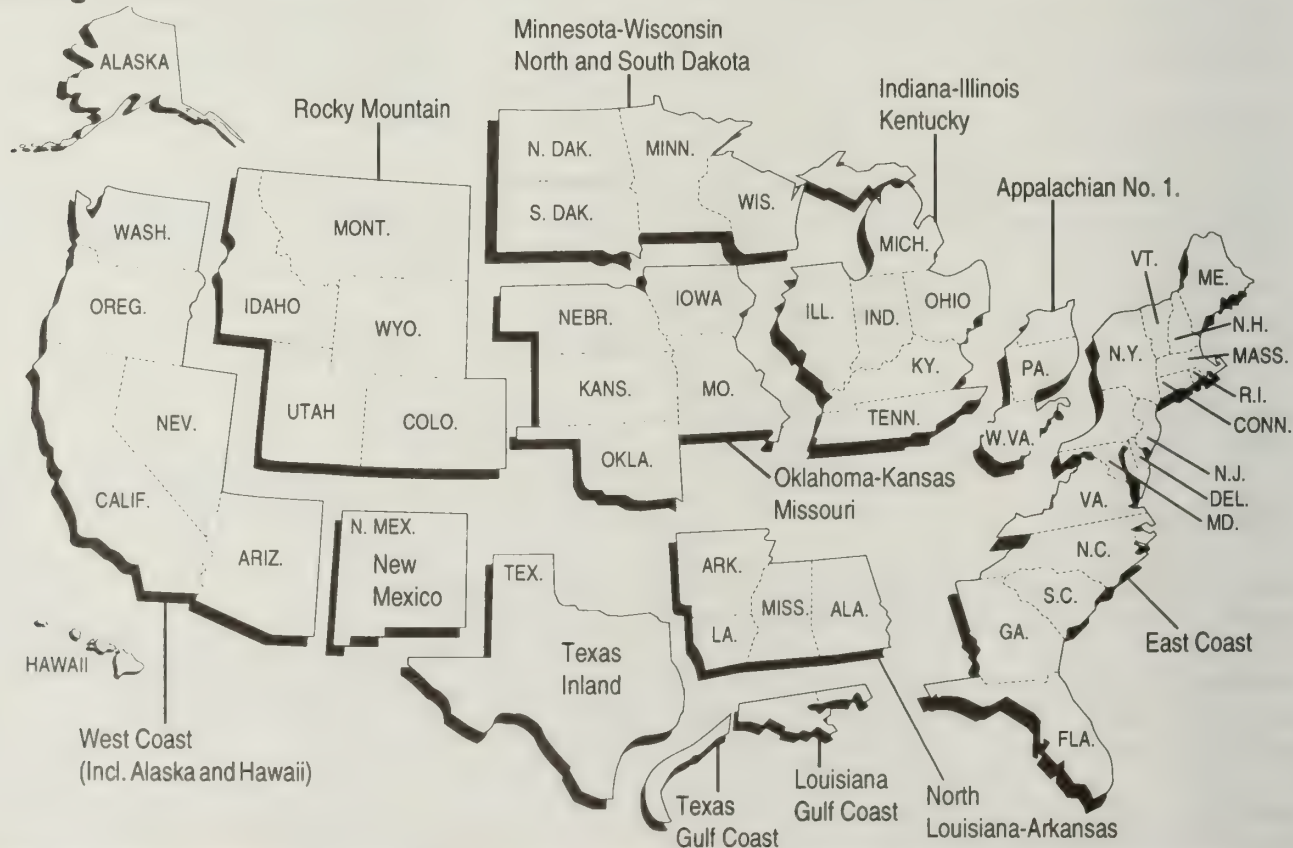 Minnesota-Wisconsin
North and South Dakota
ALASKA
Indiana-Illinois
Kentucky
Rocky Mountain
Appalachian No. 1.
N. DAK.
MINN.
S. DAK.
WIS.
WASH.
MONT.
MICH.
VT.
ME.
OREG.
IDAHO
WYO.
NEBR.
IOWA
ILL.
IND.
OHIO
N.H.
N.Y.
MASS.
PA.
KY.
R.I.
KANS.
MO.
UTAH
COLO.
TENN.
CONN.
NEV.
W.VA.
OKLA.
N.J.
Oklahoma-Kansas
Missouri
DEL.
VA.
MD.
CALIF.
N. MEX.
New
Mexico
ARIZ.
TEX.
ARK.
N.C.
MISS.
ALA.
S.C.
LA.
GA.
East Coast
HAWAII
Texas
Inland
FLA.
West Coast
(Incl. Alaska and Hawaii)
Texas
Gulf Coast
Louisiana
Gulf Coast
North
Louisiana-Arkansas